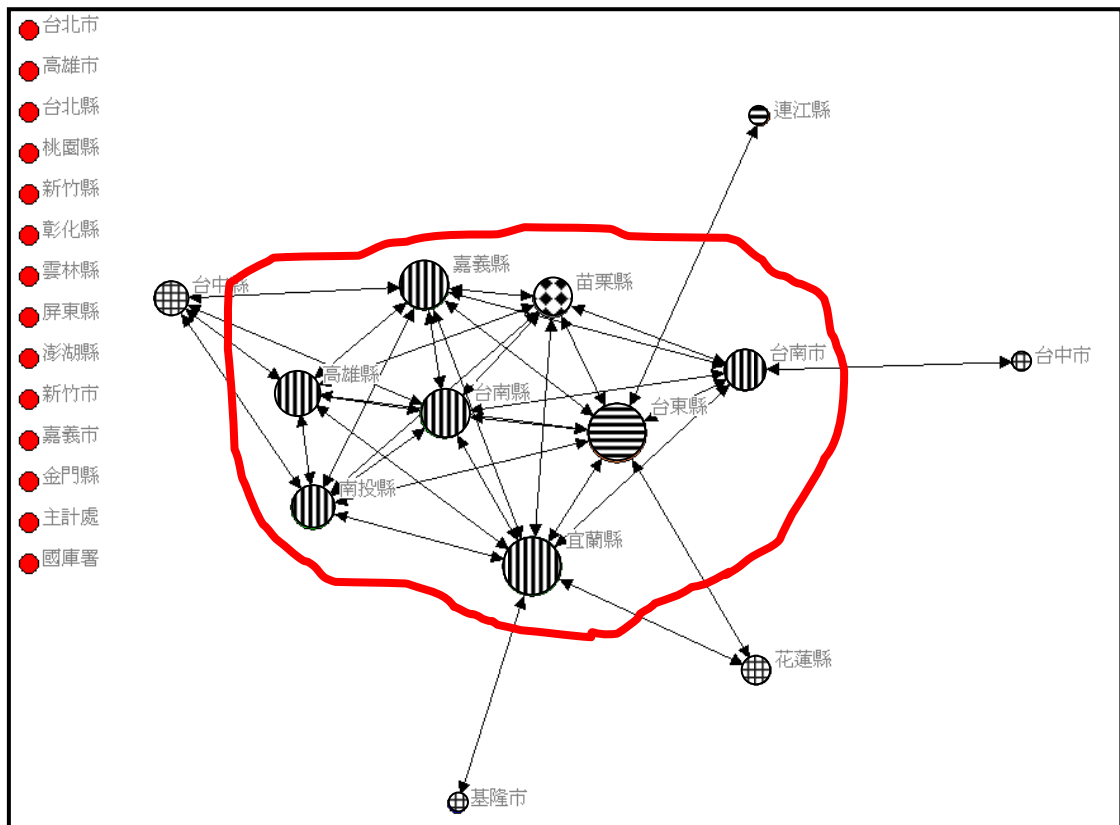 台北市
高雄市
台北縣
桃園縣
新竹縣
彰化縣
雲林縣
屏東縣
澎湖縣
新竹市
嘉義市
金門縣
主計處
國庫署
連江縣
嘉義縣
苗栗縣
台中縣
台南市
台中市
高雄縣
台南縣
台東縣
南投縣
宜蘭縣
花蓮縣
基隆市